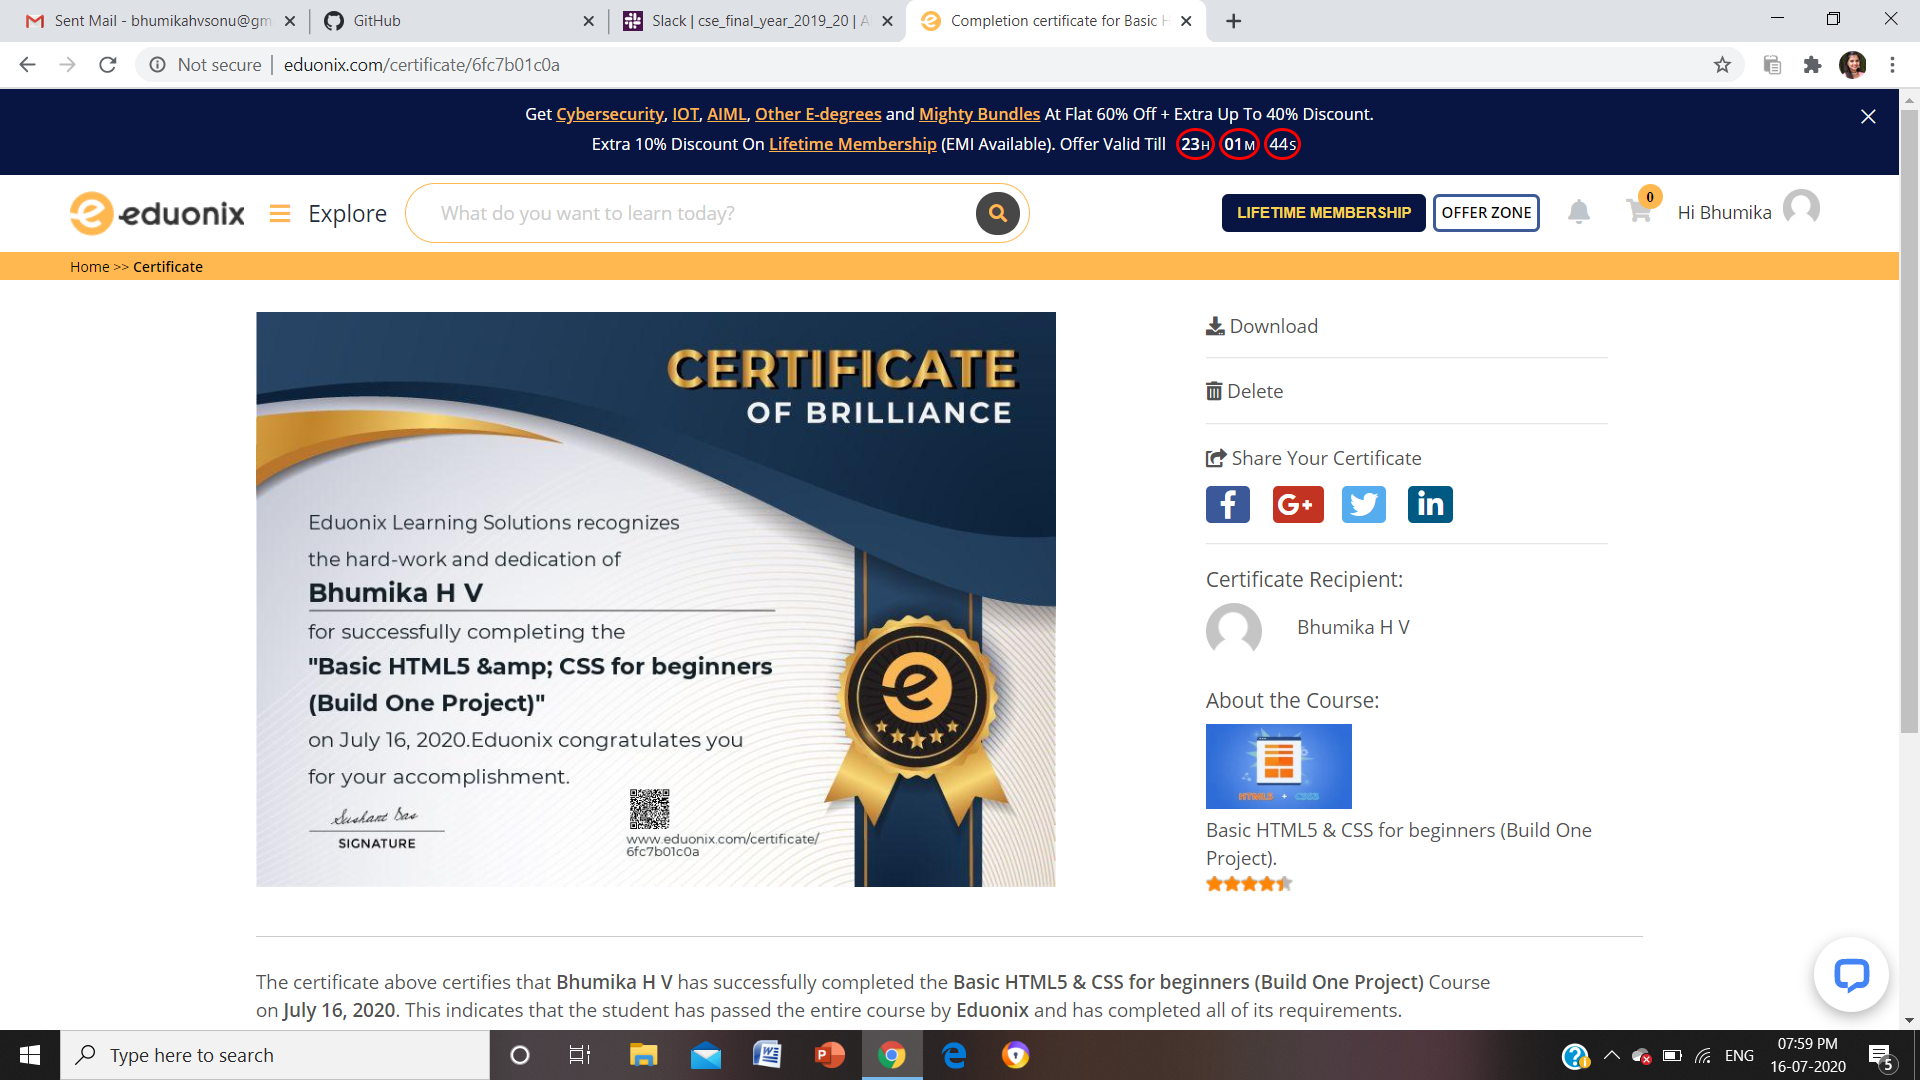 Sent Mail - bhumikahvsonu@gm
GitHub
Slack | cse_final_year_2019_20 | A
Completion certificate for Basic H
Not secure | eduonix.com/certificate/6fc7b01c0a
Get Cybersecurity, IOT, AIML, Other E-degrees and Mighty Bundles At Flat 60% Off + Extra Up To 40% Discount.
Extra 10% Discount On Lifetime Membership (EMI Available). Offer Valid Till 23H 01M 44S
eduonix
Explore
What do you want to learn today?
LIFETIME MEMBERSHIP
OFFER ZONE
0
Hi Bhumika
Home >> Certificate
CERTIFICATE
OF BRILLIANCE
Eduonix Learning Solutions recognizes
the hard-work and dedication of
Bhumika H V
for successfully completing the
"Basic HTML5 &amp; CSS for beginners
(Build One Project)"
on July 16, 2020.Eduonix congratulates you
for your accomplishment.
Sushant Das
SIGNATURE
www.eduonix.com/certificate/
6fc7b01c0a
Download
Delete
Share Your Certificate
Certificate Recipient:
Bhumika H V
About the Course:
HTML5 + CSS3
Basic HTML5 & CSS for beginners (Build One
Project).
The certificate above certifies that Bhumika H V has successfully completed the Basic HTML5 & CSS for beginners (Build One Project) Course
on July 16, 2020. This indicates that the student has passed the entire course by Eduonix and has completed all of its requirements.
Type here to search
ENG
07:59 PM
16-07-2020
5